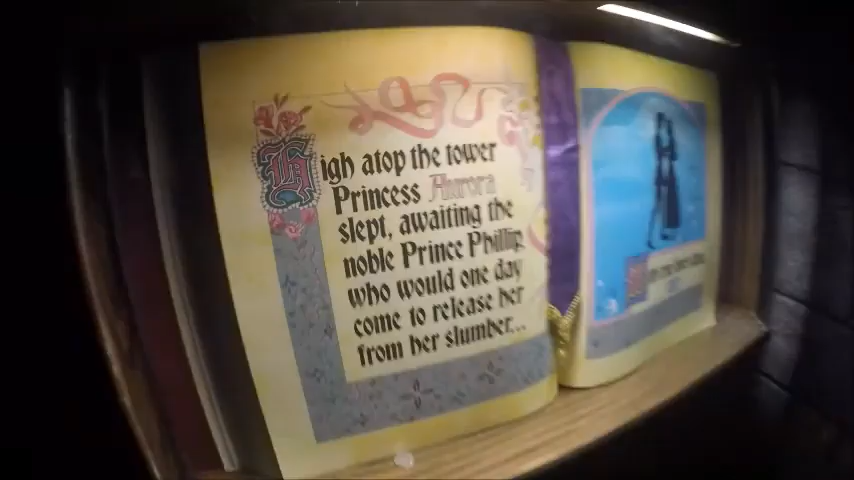 High atop the tower
Princess Aurora
slept, awaiting the
noble Prince Phillip
who would one day
come to release her
from her slumber...